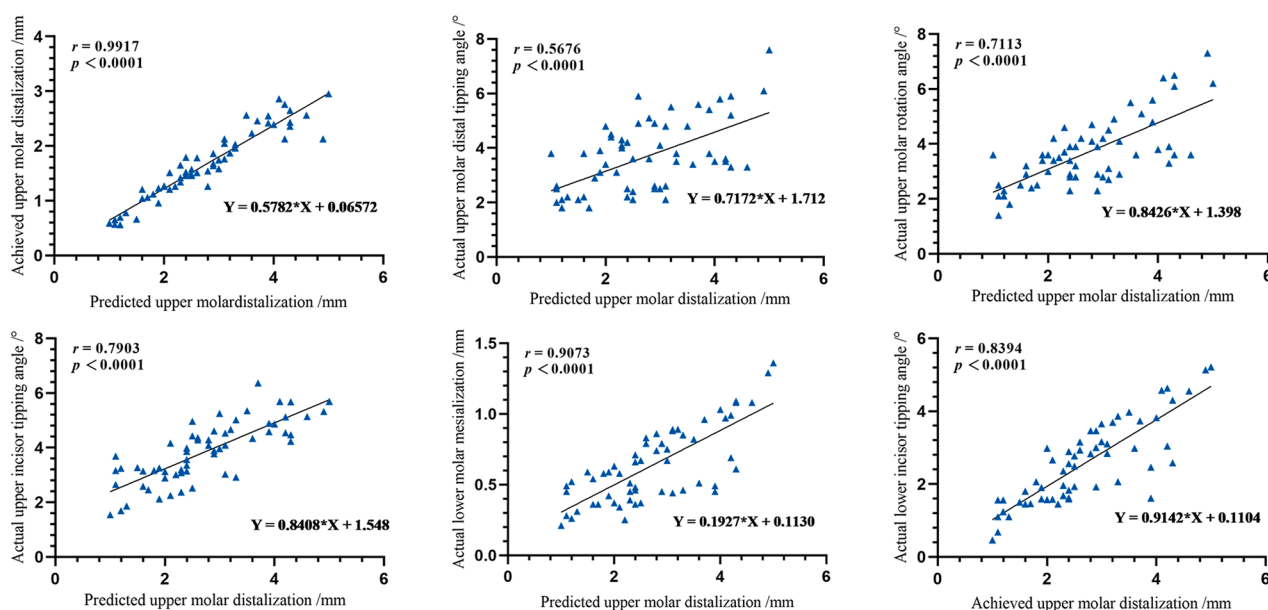 Achieved upper molar distalization /mm
4
3
2
1
0
r = 0.9917
p <0.0001
Y = 0.5782*X + 0.06572
0 2 4 6
Predicted upper molardistalization /mm
Actual upper molar distal tipping angle /°
8
6
4
2
0
r = 0.5676
p <0.0001
Y = 0.7172*X + 1.712
0 2 4 6
Predicted upper molar distalization /mm
Actual upper molar rotation angle /°
8
6
4
2
0
r = 0.7113
p <0.0001
Y = 0.8426*X + 1.398
0 2 4 6
Predicted upper molar distalization /mm
Actual upper incisor tipping angle /°
8
6
4
2
0
r = 0.7903
p <0.0001
Y = 0.8408*X + 1.548
0 2 4 6
Predicted upper molar distalization /mm
Actual lower molar mesialization /mm
1.5
1.0
0.5
0.0
r = 0.9073
p <0.0001
Y = 0.1927*X + 0.1130
0 2 4 6
Predicted upper molar distalization /mm
Actual lower incisor tipping angle /°
6
4
2
0
r = 0.8394
p <0.0001
Y = 0.9142*X + 0.1104
0 2 4 6
Achieved upper molar distalization /mm